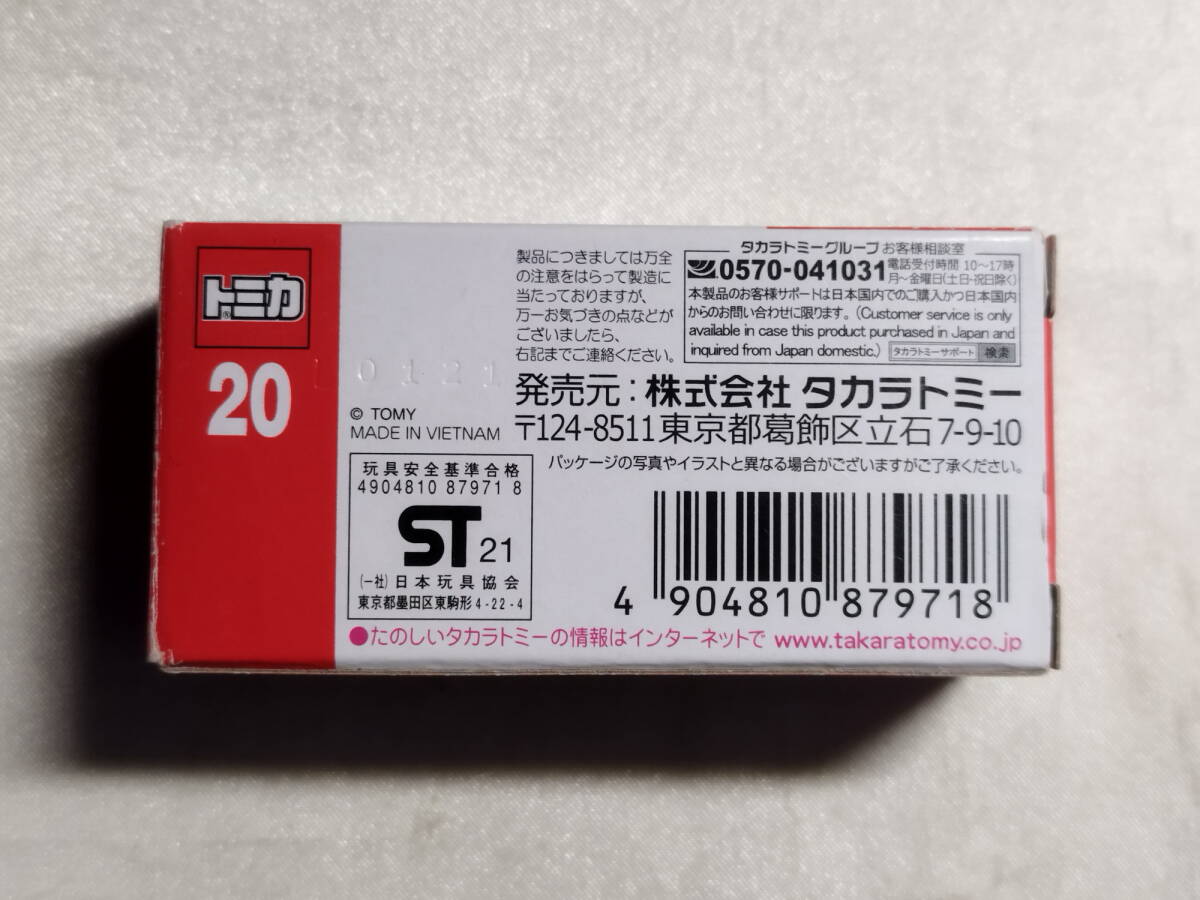 トミカ®
20
L0121
© TOMY
MADE IN VIETNAM
製品につきましては万全
の注意をはらって製造に
当たっておりますが、
万一お気づきの点などが
ございましたら、
右記までご連絡ください。
タカラトミーグループ お客様相談室
0570-041031 電話受付時間 10～17時
月～金曜日(土日・祝日除く)
本製品のお客様サポートは日本国内でのご購入かつ日本国内
からのお問い合わせに限ります。(Customer service is only
available in case this product purchased in Japan and
inquired from Japan domestic.) タカラトミーサポート 検索
発売元：株式会社 タカラトミー
〒124-8511 東京都葛飾区立石 7-9-10
パッケージの写真やイラストと異なる場合がございますがご了承ください。
玩具安全基準合格
4904810 87971 8
ST 21
(一社)日本玩具協会
東京都墨田区東駒形 4-22-4
4 904810 879718
●たのしいタカラトミーの情報はインターネットで www.takaratomy.co.jp